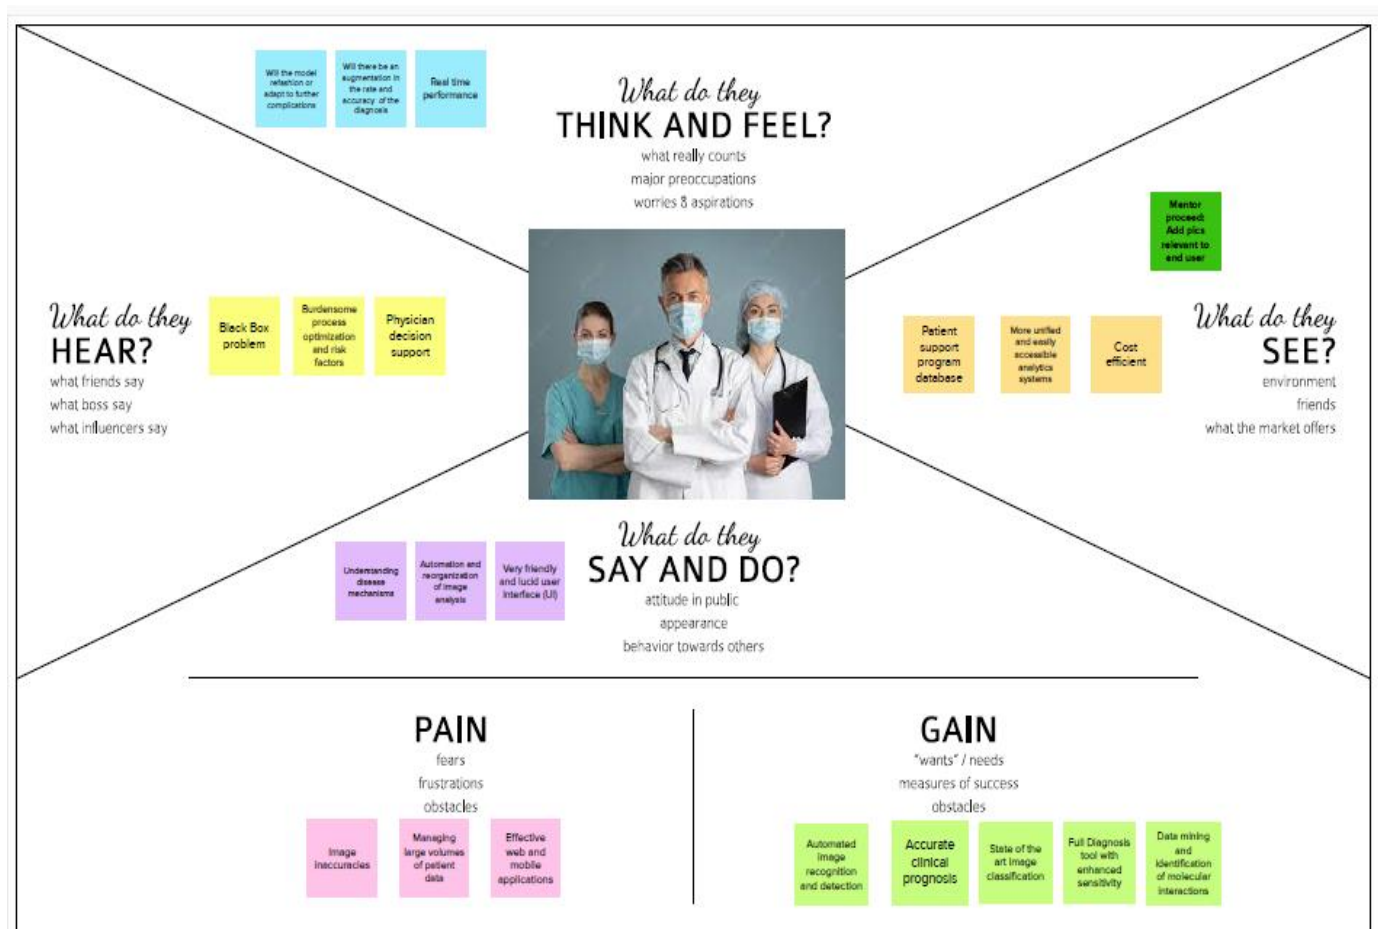 Will the model
refashion or
adapt to further
complications
Will there be an
augmentation in
the rate and
accuracy of the
diagnosis
Real time
performance
What do they
THINK AND FEEL?
what really counts
major preoccupations
worries & aspirations
Mentor
proceed:
Add pics
relevant to
end user
What do they
HEAR?
what friends say
what boss say
what influencers say
Black Box
problem
Burdensome
process
optimization
and risk
factors
Physician
decision
support
Patient
support
program
database
More unified
and easily
accessible
analytics
systems
Cost
efficient
What do they
SEE?
environment
friends
what the market offers
Understanding
disease
mechanisms
Automation and
reorganization
of image
analysis
Very friendly
and lucid user
interface (UI)
What do they
SAY AND DO?
attitude in public
appearance
behavior towards others
PAIN
fears
frustrations
obstacles
Image
inaccuracies
Managing
large volumes
of patient
data
Effective
web and
mobile
applications
GAIN
"wants" / needs
measures of success
obstacles
Automated
image
recognition
and detection
Accurate
clinical
prognosis
State of the
art image
classification
Full Diagnosis
tool with
enhanced
sensitivity
Data mining
and
identification
of molecular
interactions